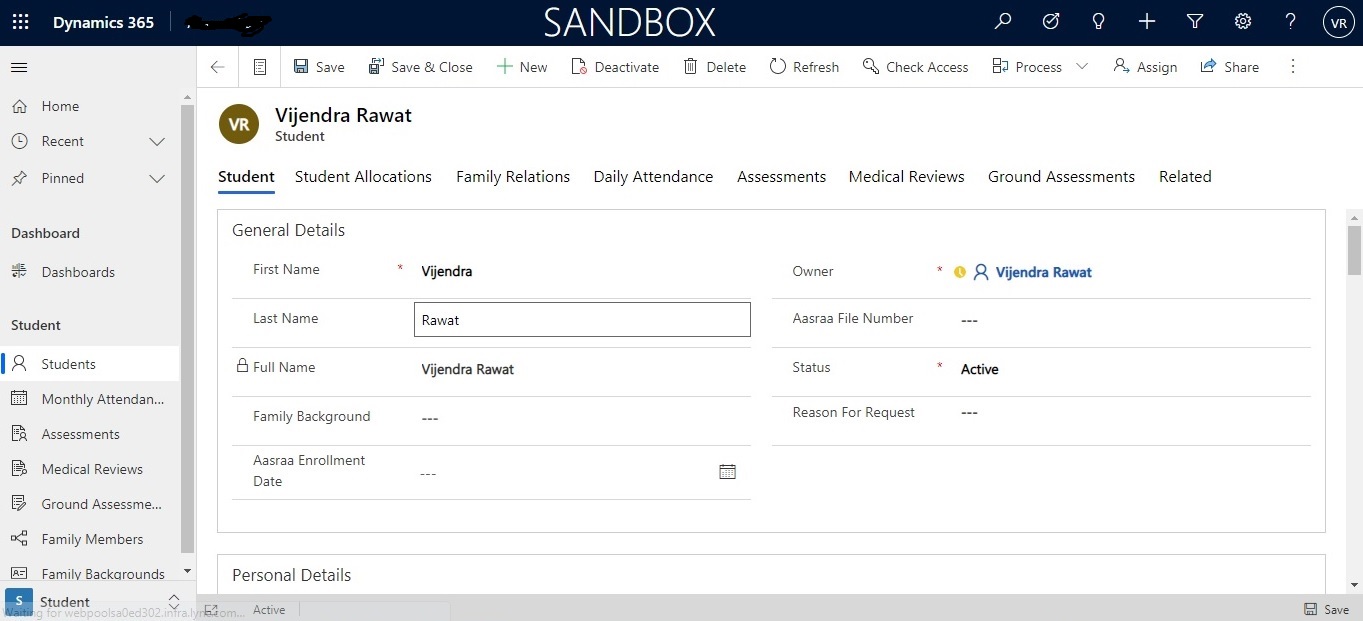 Dynamics 365
SANDBOX
VR
Save
Save & Close
New
Deactivate
Delete
Refresh
Check Access
Process
Assign
Share
Home
Recent
Pinned
Dashboard
Dashboards
Student
Students
Monthly Attendan...
Assessments
Medical Reviews
Ground Assessme...
Family Members
Family Backgrounds
S Student
Waiting for webpoolsa0ed302.infra.lync.com...
VR
Vijendra Rawat
Student
Student Student Allocations Family Relations Daily Attendance Assessments Medical Reviews Ground Assessments Related
General Details
First Name * Vijendra
Last Name Rawat
Full Name Vijendra Rawat
Family Background ---
Aasraa Enrollment
Date ---
Owner * Vijendra Rawat
Aasraa File Number ---
Status * Active
Reason For Request ---
Personal Details
Active
Save